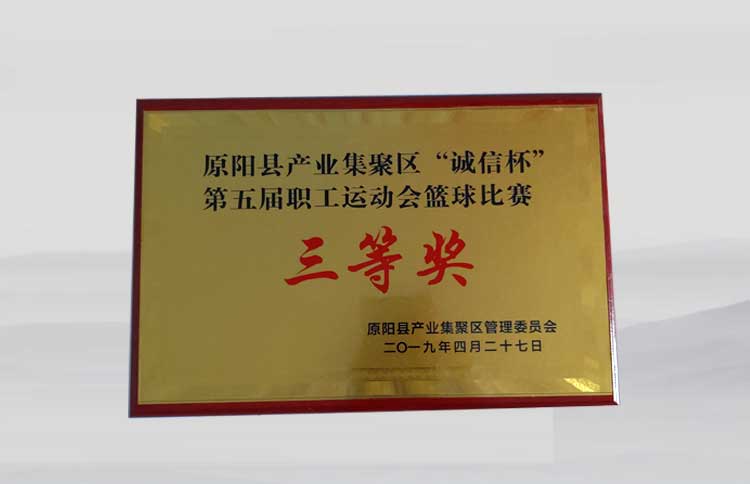 原阳县产业集聚区“诚信杯”
第五届职工运动会篮球比赛
三等奖
原阳县产业集聚区管理委员会
二〇一九年四月二十七日